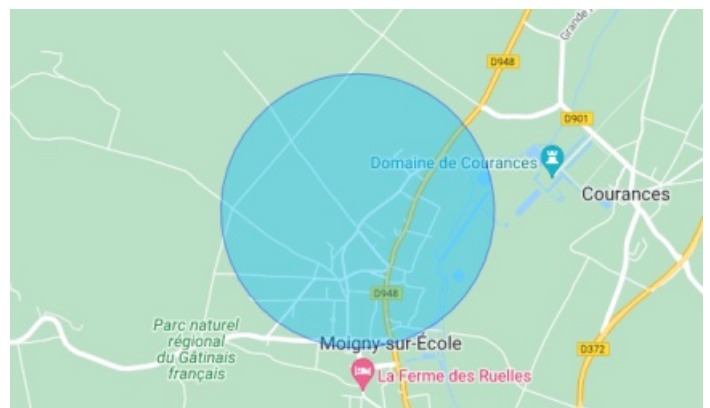 Grande
D948
D901
Domaine de Courances
Courances
D948
Parc naturel
régional
du Gâtinais
français
Moigny-sur-École
D372
La Ferme des Ruelles